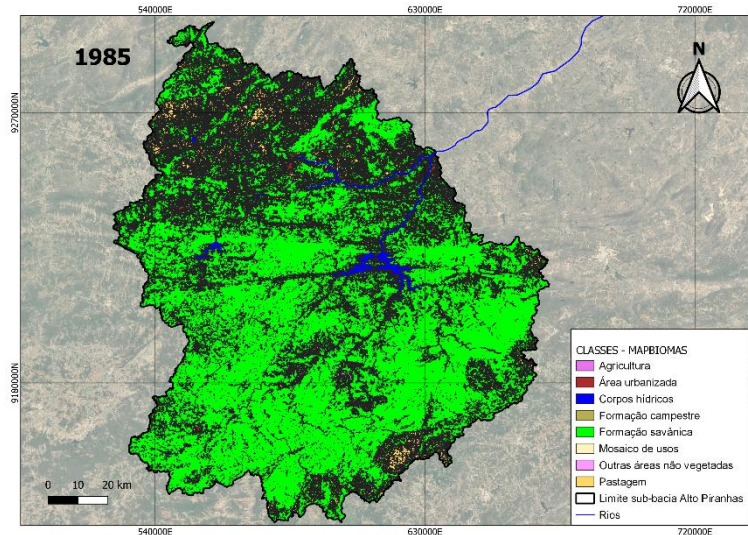 540000E 630000E 720000E
1985
N
9270000N
9180000N
CLASSES - MAPBIOMAS
Agricultura
Área urbanizada
Corpos hídricos
Formação campestre
Formação savânica
Mosaico de usos
Outras áreas não vegetadas
Pastagem
Limite sub-bacia Alto Piranhas
Rios
0 10 20 km
540000E 630000E 720000E